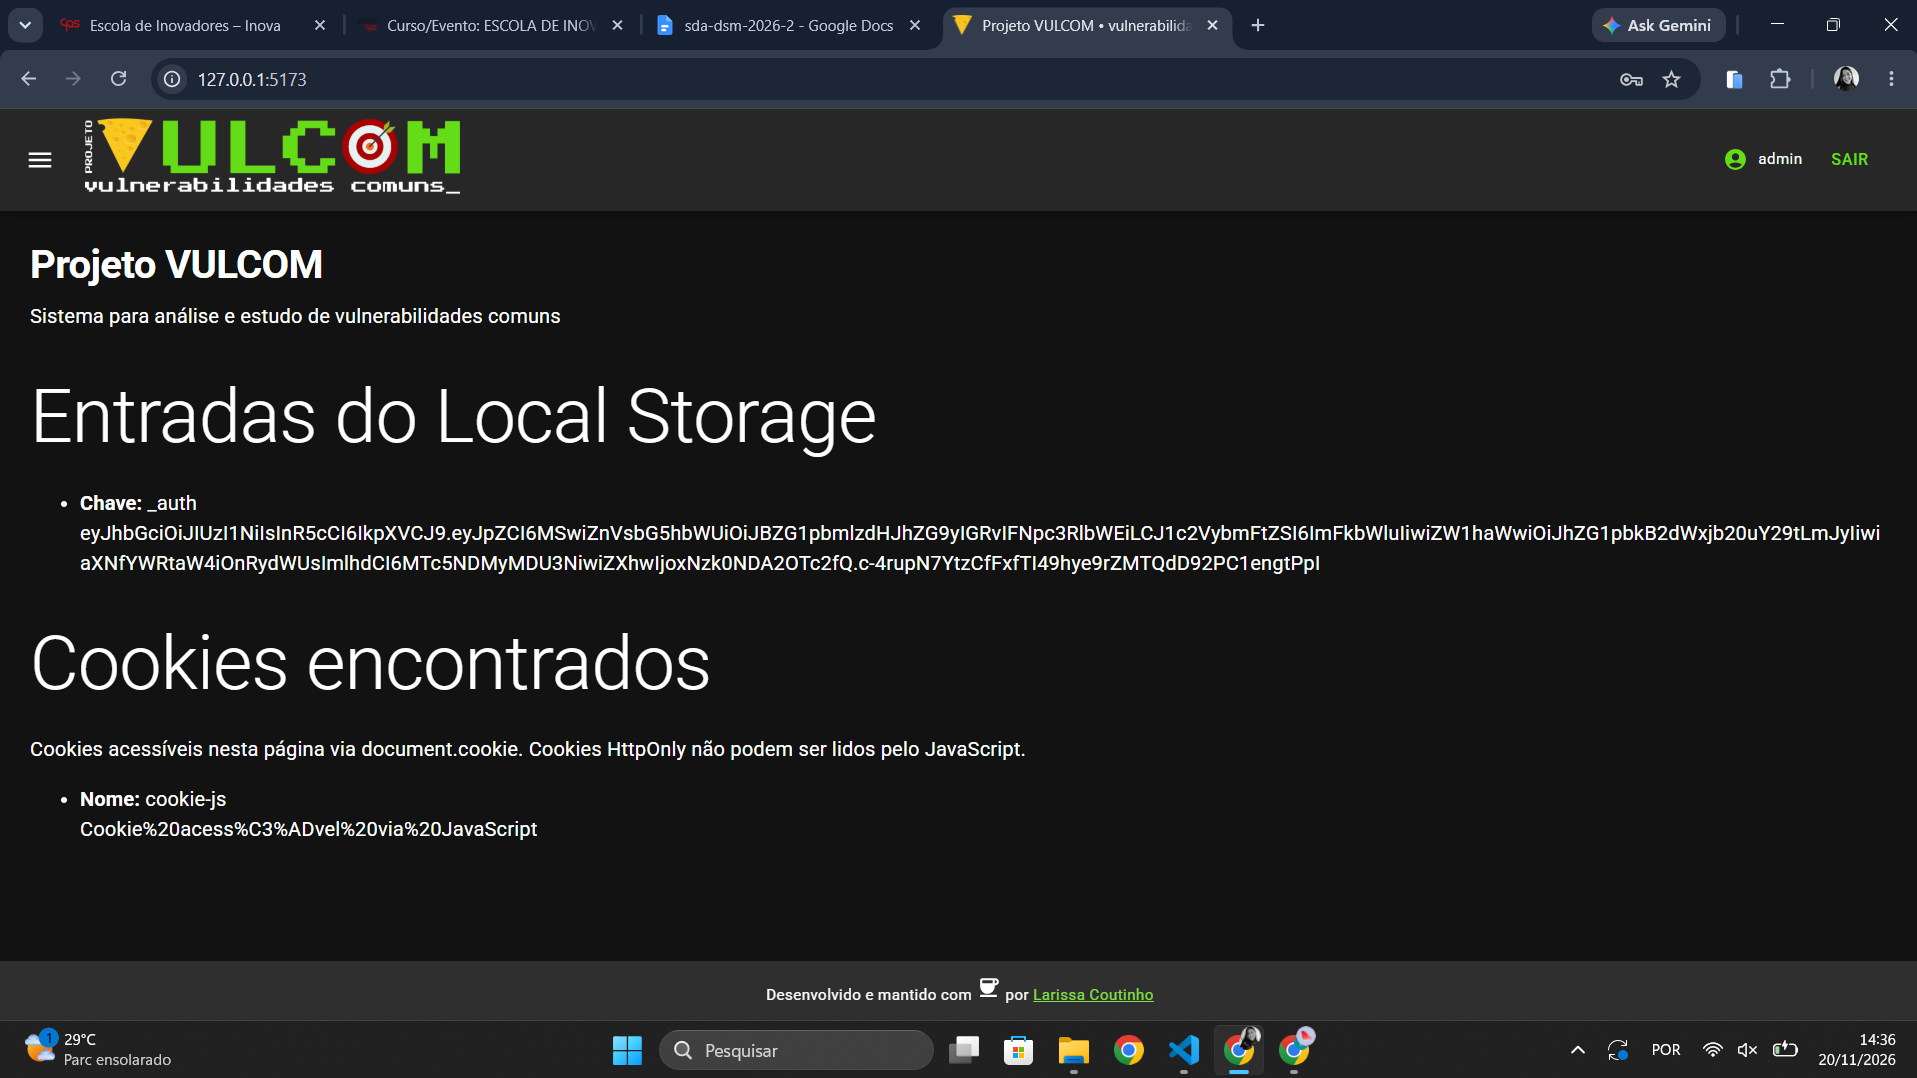 Escola de Inovadores – Inova
Curso/Evento: ESCOLA DE INOV
sda-dsm-2026-2 - Google Docs
Projeto VULCOM • vulnerabilida
Ask Gemini
127.0.0.1:5173
PROJETO
VULCOM
vulnerabilidades comuns_
admin
SAIR
Projeto VULCOM
Sistema para análise e estudo de vulnerabilidades comuns
Entradas do Local Storage
• Chave: _auth
eyJhbGciOiJIUzI1NiIsInR5cCI6IkpXVCJ9.eyJpZCI6MSwiZnVsbG5hbWUiOiJBZG1pbmlzdHJhZG9yIGRvIFNpc3RlbWEiLCJ1c2VybmFtZSI6ImFkbWluIiwiZW1haWwiOiJhZG1pbkB2dWxjb20uY29tLmJyIiwi
aXNfYWRtaW4iOnRydWUsImlhdCI6MTc5NDMyMDU3NiwiZXhwIjoxNzk0NDA2OTc2fQ.c-4rupN7YtzCfFxfTI49hye9rZMTQdD92PC1engtPpI
Cookies encontrados
Cookies acessíveis nesta página via document.cookie. Cookies HttpOnly não podem ser lidos pelo JavaScript.
• Nome: cookie-js
Cookie%20acess%C3%ADvel%20via%20JavaScript
Desenvolvido e mantido com por Larissa Coutinho
1
29°C
Parc ensolarado
Pesquisar
POR
14:36
20/11/2026